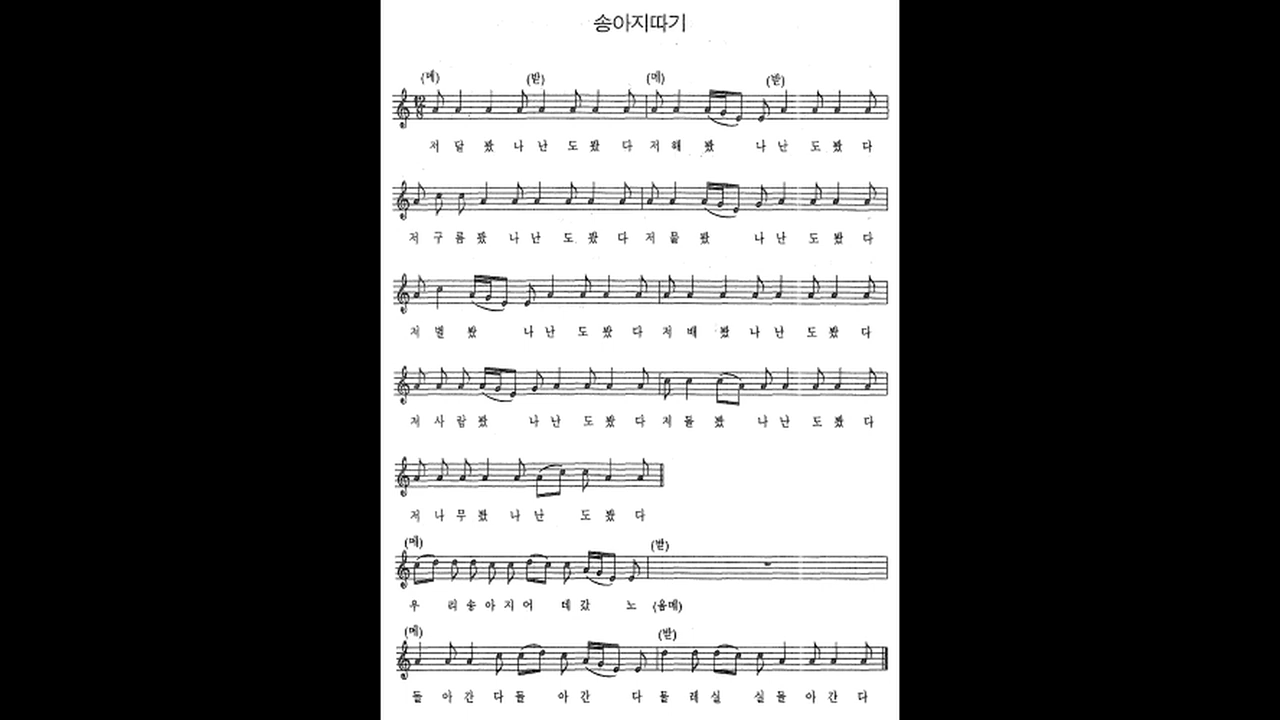 송아지따기
(메) (받) (메) (받)
저 달 봤 나 난 도 봤 다 저 해 봤 나 난 도 봤 다
저 구 름 봤 나 난 도 봤 다 저 물 봤 나 난 도 봤 다
저 별 봤 나 난 도 봤 다 저 배 봤 나 난 도 봤 다
저 사 람 봤 나 난 도 봤 다 저 돌 봤 나 난 도 봤 다
저 나 무 봤 나 난 도 봤 다
(메) (받)
우 리 송 아 지 어 데 갔 노 (음메)
(메) (받)
돌 아 간 다 돌 아 간 다 물 레 실 실 돌 아 간 다